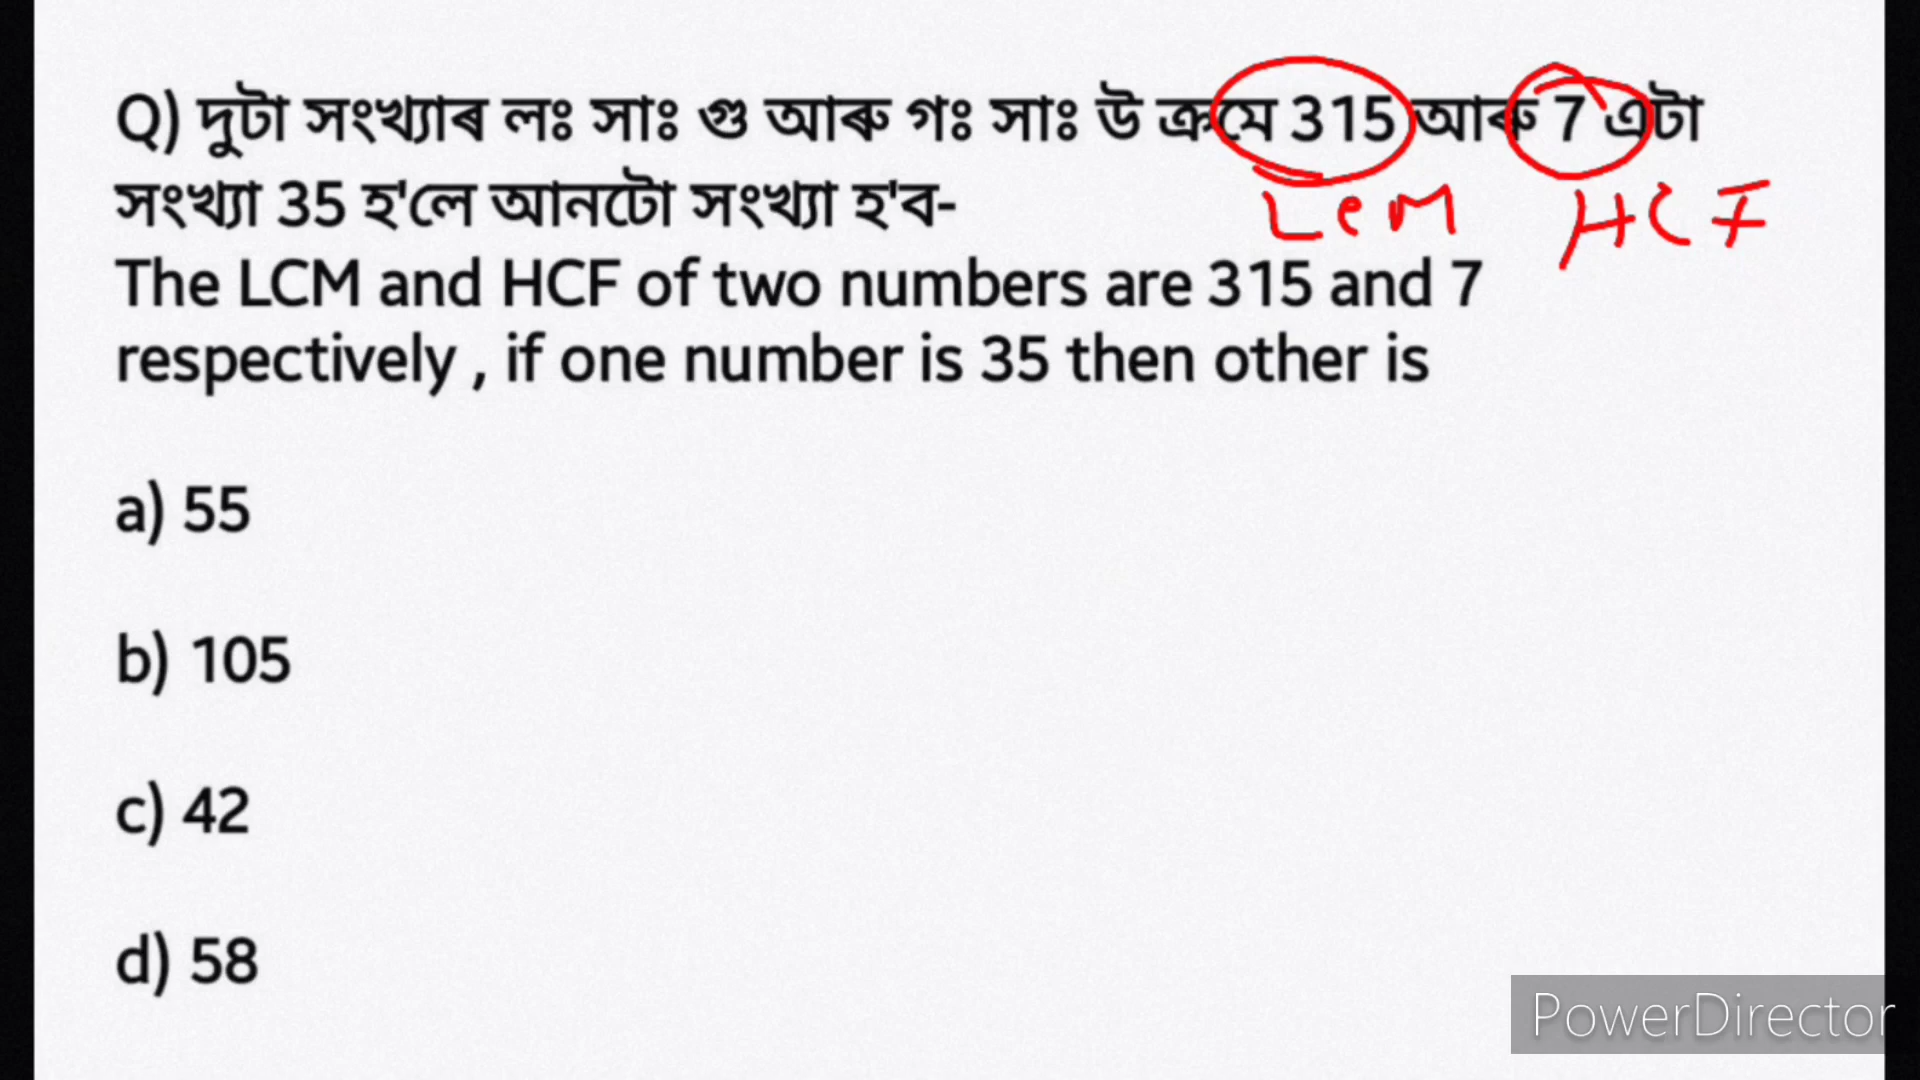 Q) দুটা সংখ্যাৰ লঃ সাঃ গু আৰু গঃ সাঃ উ ক্ৰমে 315 আৰু 7 এটা
সংখ্যা 35 হ'লে আনটো সংখ্যা হ'ব-
LCM HCF
The LCM and HCF of two numbers are 315 and 7
respectively , if one number is 35 then other is
a) 55
b) 105
c) 42
d) 58
PowerDirector